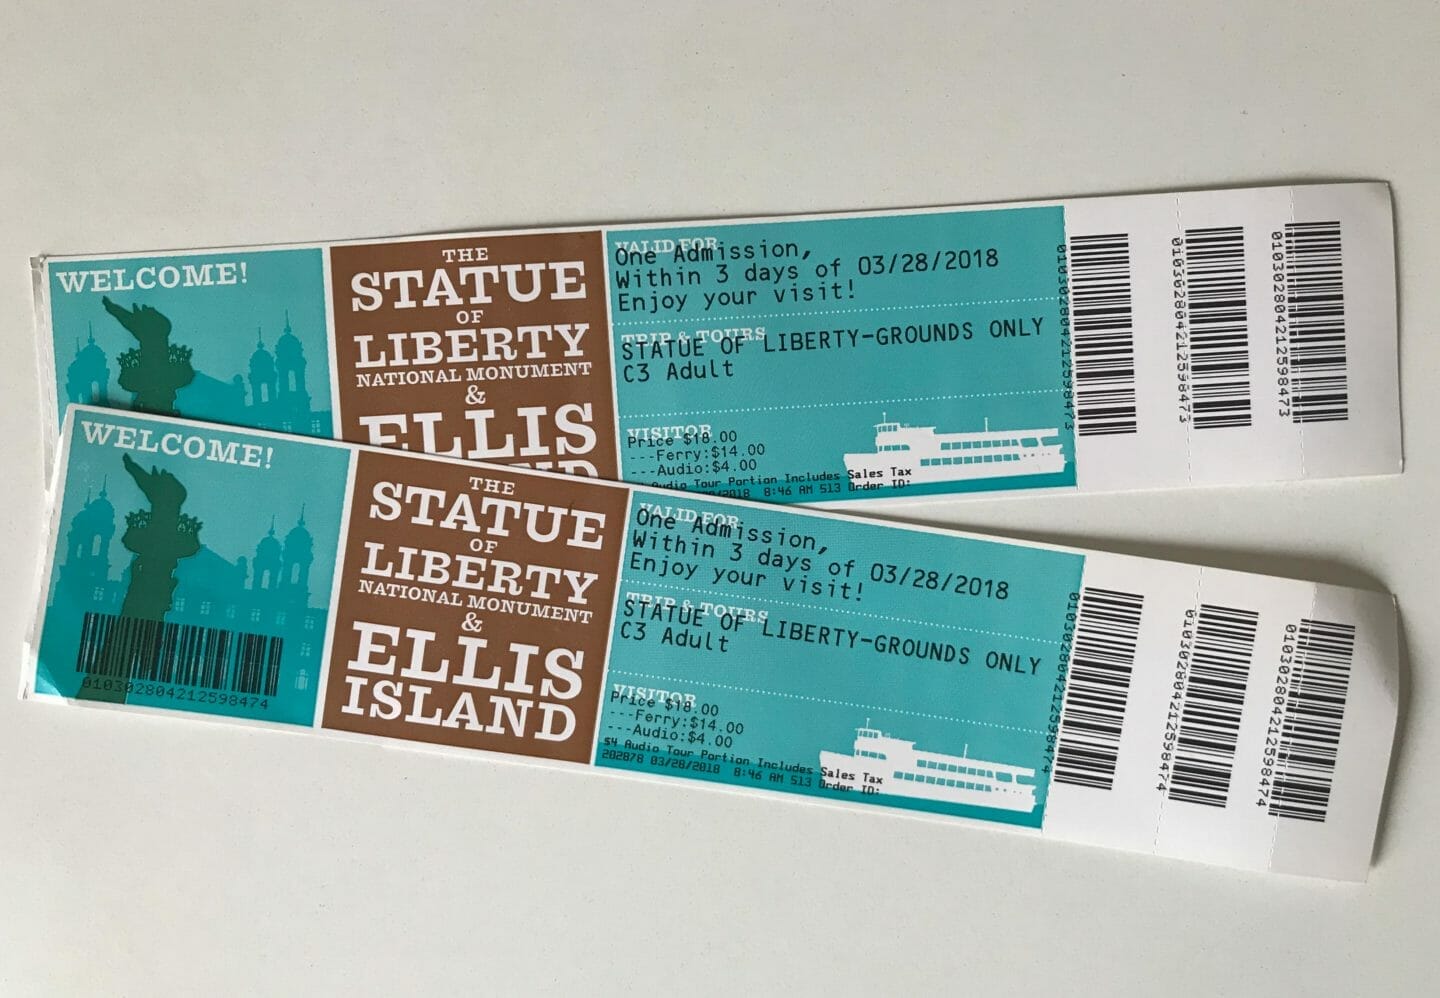 WELCOME!
THE
STATUE
OF
LIBERTY
NATIONAL MONUMENT
&
ELLIS
VALID FOR
One Admission,
Within 3 days of 03/28/2018
Enjoy your visit!
TRIP & TOURS
STATUE OF LIBERTY-GROUNDS ONLY
C3 Adult
VISITOR
Price $18.00
---Ferry:$14.00
---Audio:$4.00
Audio Tour Portion Includes Sales Tax
2018 8:46 AM 513 Order ID:
010302804212598473
010302804212598473
010302804212598473
WELCOME!
010302804212598474
THE
STATUE
OF
LIBERTY
NATIONAL MONUMENT
&
ELLIS
ISLAND
VALID FOR
One Admission,
Within 3 days of 03/28/2018
Enjoy your visit!
TRIP & TOURS
STATUE OF LIBERTY-GROUNDS ONLY
C3 Adult
VISITOR
Price $18.00
---Ferry:$14.00
---Audio:$4.00
$4 Audio Tour Portion Includes Sales Tax
202878 03/28/2018 8:46 AM 513 Order ID:
010302804212598474
010302804212598474
010302804212598474